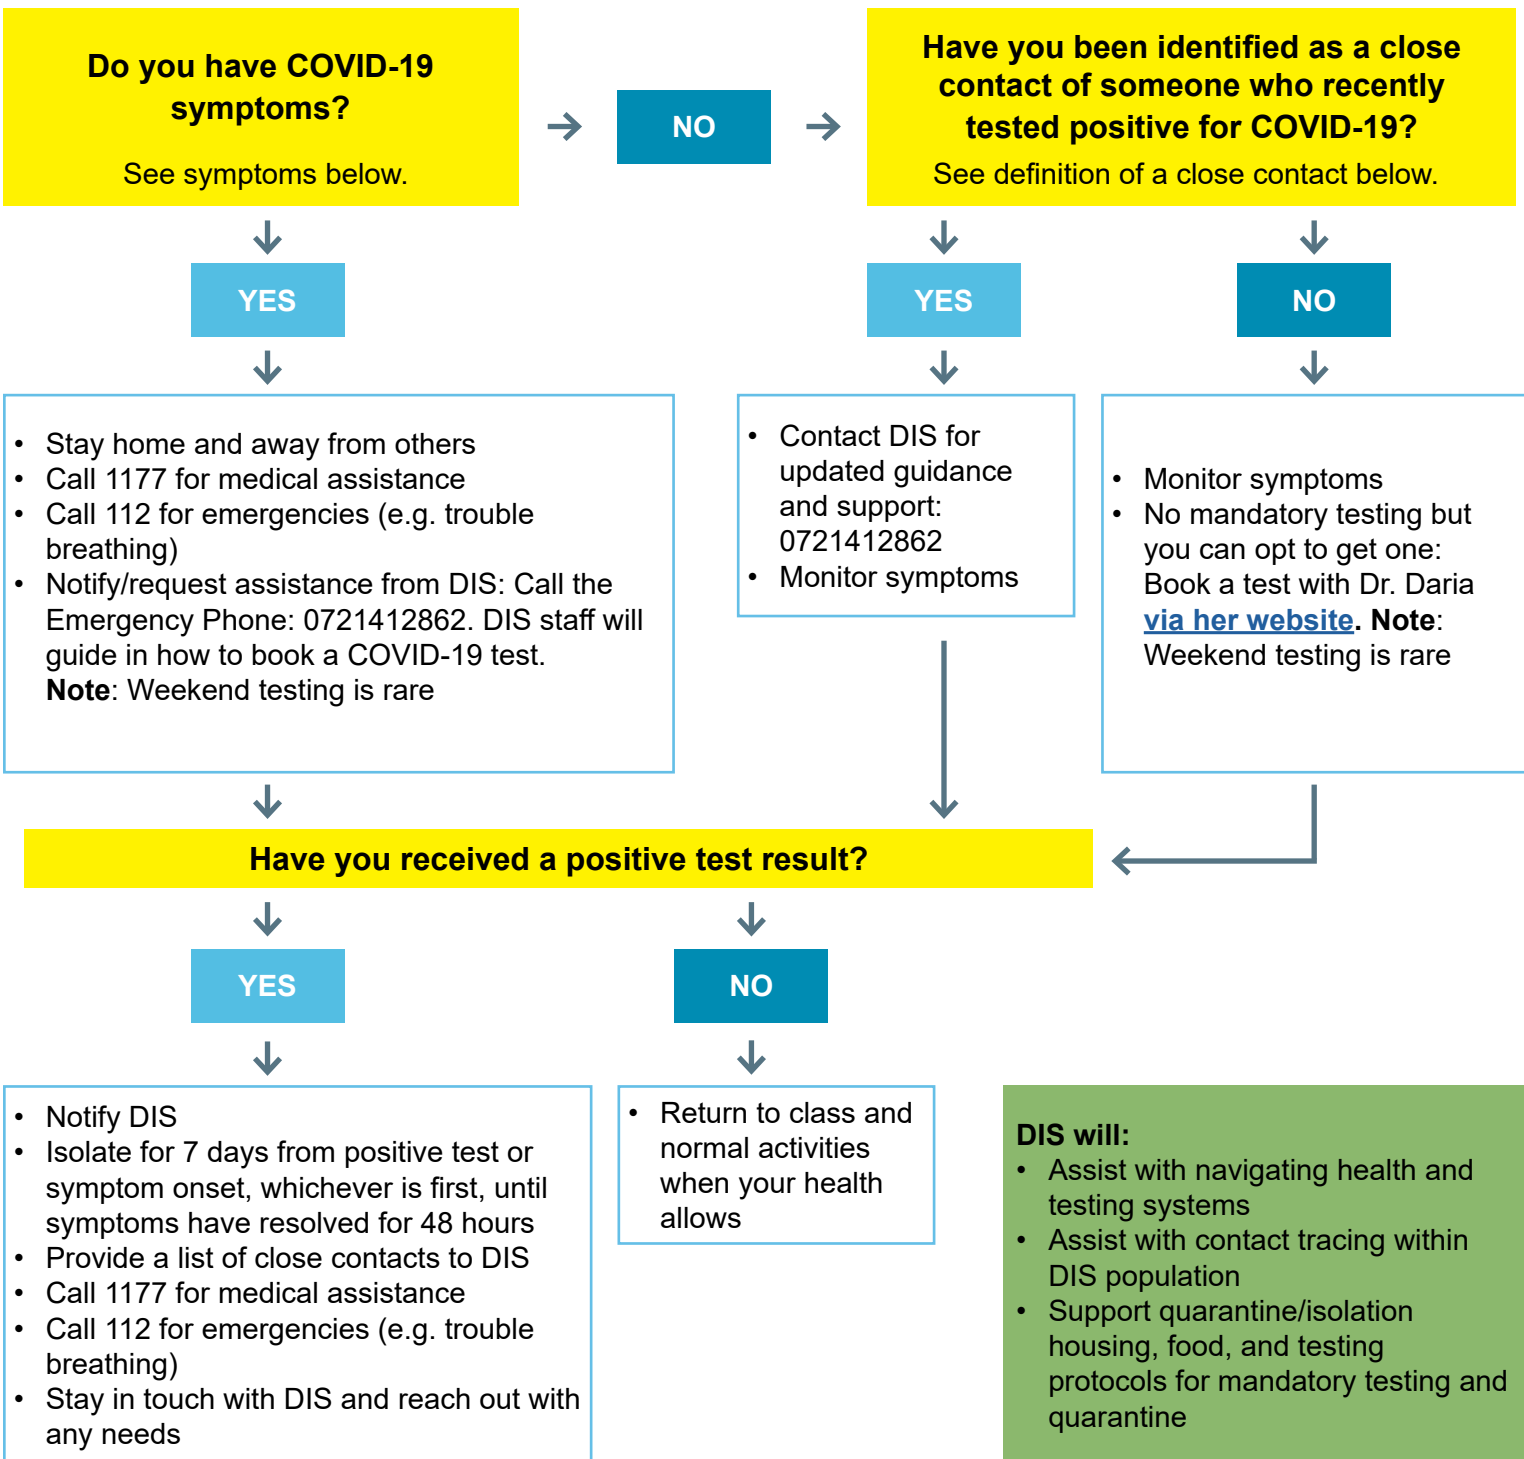 Do you have COVID-19
symptoms?
See symptoms below.
NO
Have you been identified as a close
contact of someone who recently
tested positive for COVID-19?
See definition of a close contact below.
YES
YES
NO
• Stay home and away from others
• Call 1177 for medical assistance
• Call 112 for emergencies (e.g. trouble
breathing)
• Notify/request assistance from DIS: Call the
Emergency Phone: 0721412862. DIS staff will
guide in how to book a COVID-19 test.
Note: Weekend testing is rare
• Contact DIS for
updated guidance
and support:
0721412862
• Monitor symptoms
• Monitor symptoms
• No mandatory testing but
you can opt to get one:
Book a test with Dr. Daria
via her website. Note:
Weekend testing is rare
Have you received a positive test result?
YES
NO
• Notify DIS
• Isolate for 7 days from positive test or
symptom onset, whichever is first, until
symptoms have resolved for 48 hours
• Provide a list of close contacts to DIS
• Call 1177 for medical assistance
• Call 112 for emergencies (e.g. trouble
breathing)
• Stay in touch with DIS and reach out with
any needs
• Return to class and
normal activities
when your health
allows
DIS will:
• Assist with navigating health and
testing systems
• Assist with contact tracing within
DIS population
• Support quarantine/isolation
housing, food, and testing
protocols for mandatory testing and
quarantine